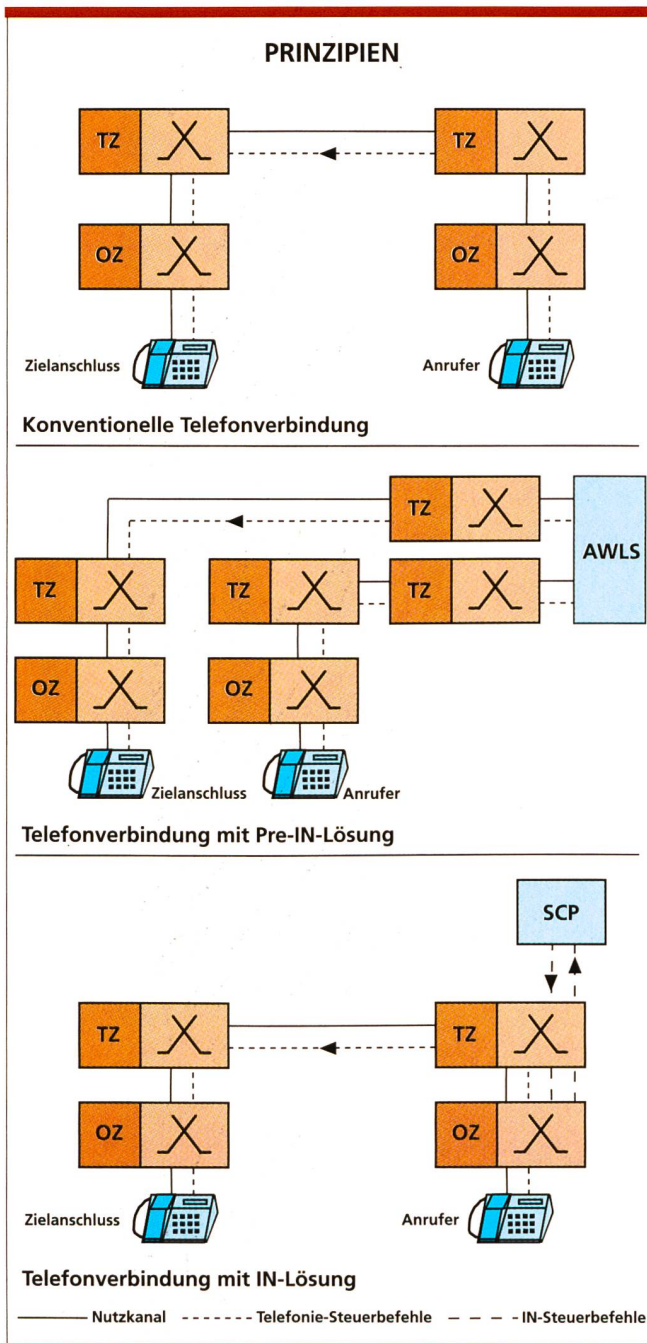 PRINZIPIEN
TZ TZ
OZ OZ
Zielanschluss Anrufer
Konventionelle Telefonverbindung
TZ AWLS
TZ TZ TZ
OZ OZ
Zielanschluss Anrufer
Telefonverbindung mit Pre-IN-Lösung
SCP
TZ TZ
OZ OZ
Zielanschluss Anrufer
Telefonverbindung mit IN-Lösung
Nutzkanal Telefonie-Steuerbefehle IN-Steuerbefehle